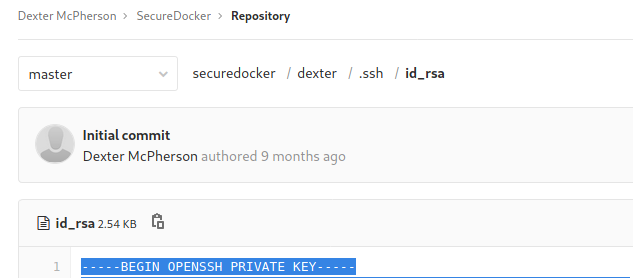 Dexter McPherson > SecureDocker > Repository
master securedocker / dexter / .ssh / id_rsa
Initial commit
Dexter McPherson authored 9 months ago
id_rsa 2.54 KB
1 -----BEGIN OPENSSH PRIVATE KEY-----